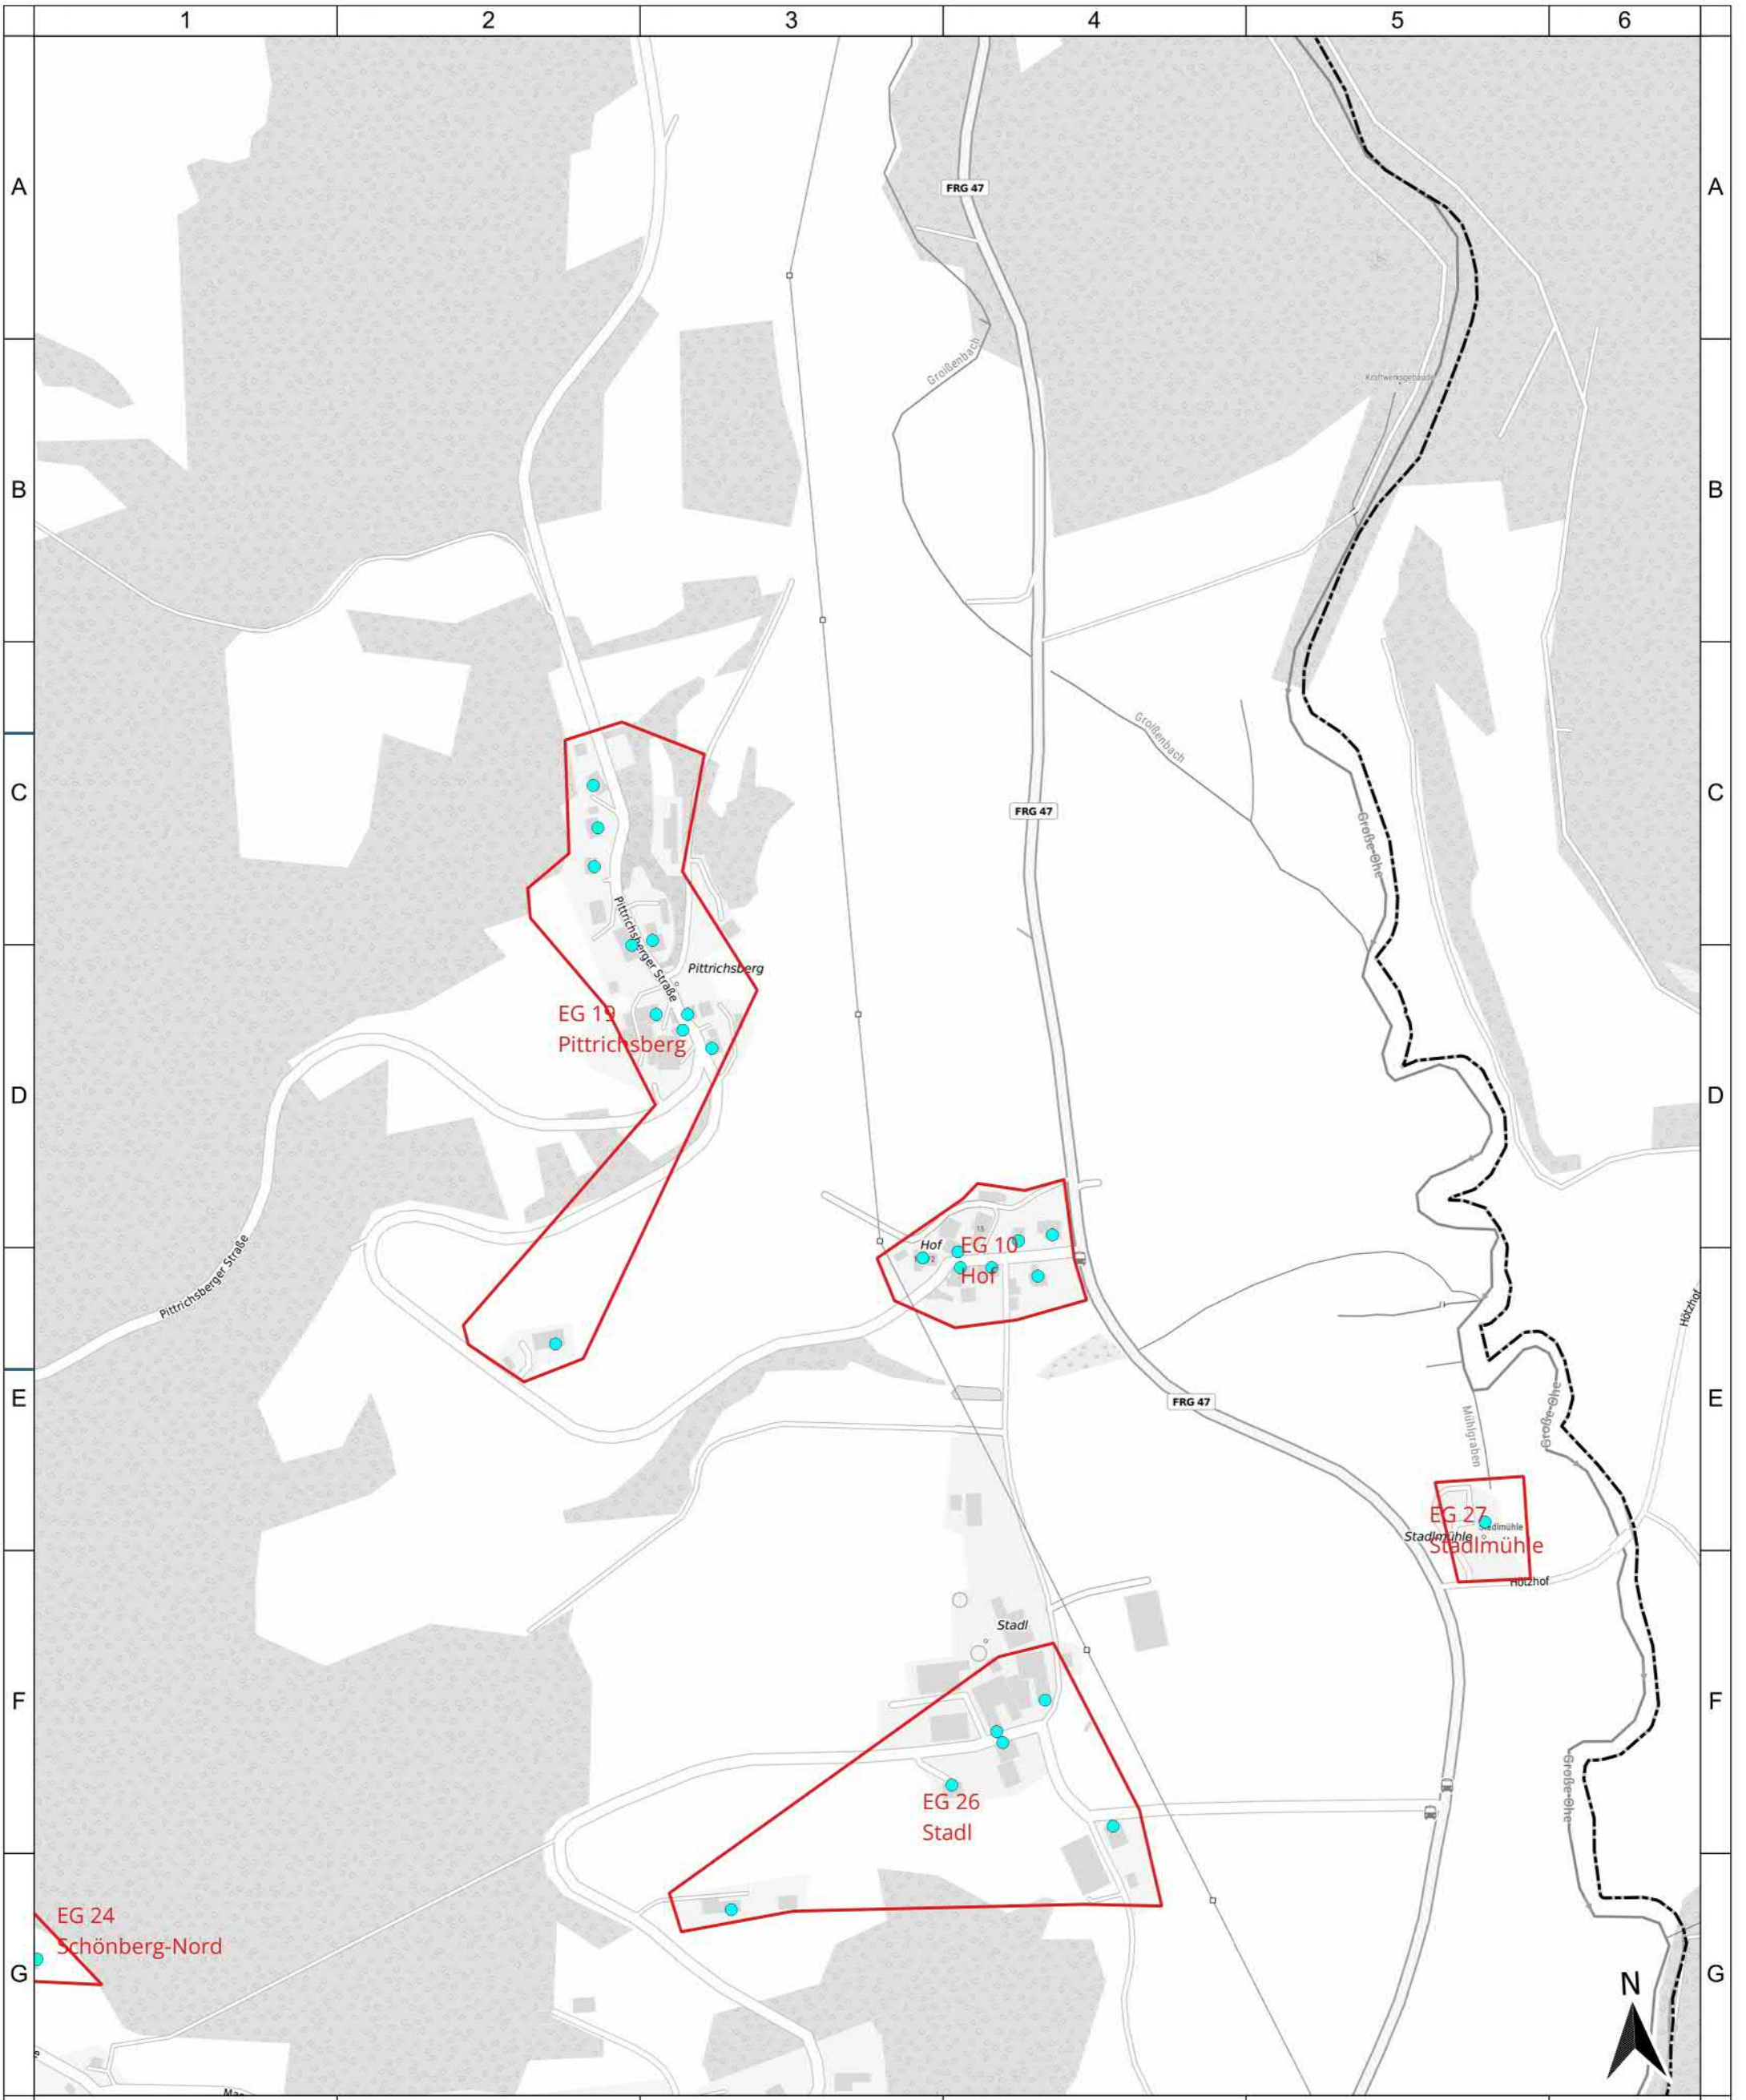 1 2 3 4 5 6
A A
FRG 47
Kraftwerksgebäude
Großenbach
B B
Großenbach
C C
FRG 47
Große Ohe
Pittrichsberger Straße
Pittrichsberg
EG 19
Pittrichsberg
D D
15
Hof
2
EG 10
Hof
Pittrichsberger Straße
Hötzhof
FRG 47
E E
Mühlgraben
Große Ohe
EG 27
Stadlmühle
Stadlmühle
Stadlmühle
Hötzhof
Stadl
F F
Große Ohe
EG 26
Stadl
EG 24
Schönberg-Nord
G G
N